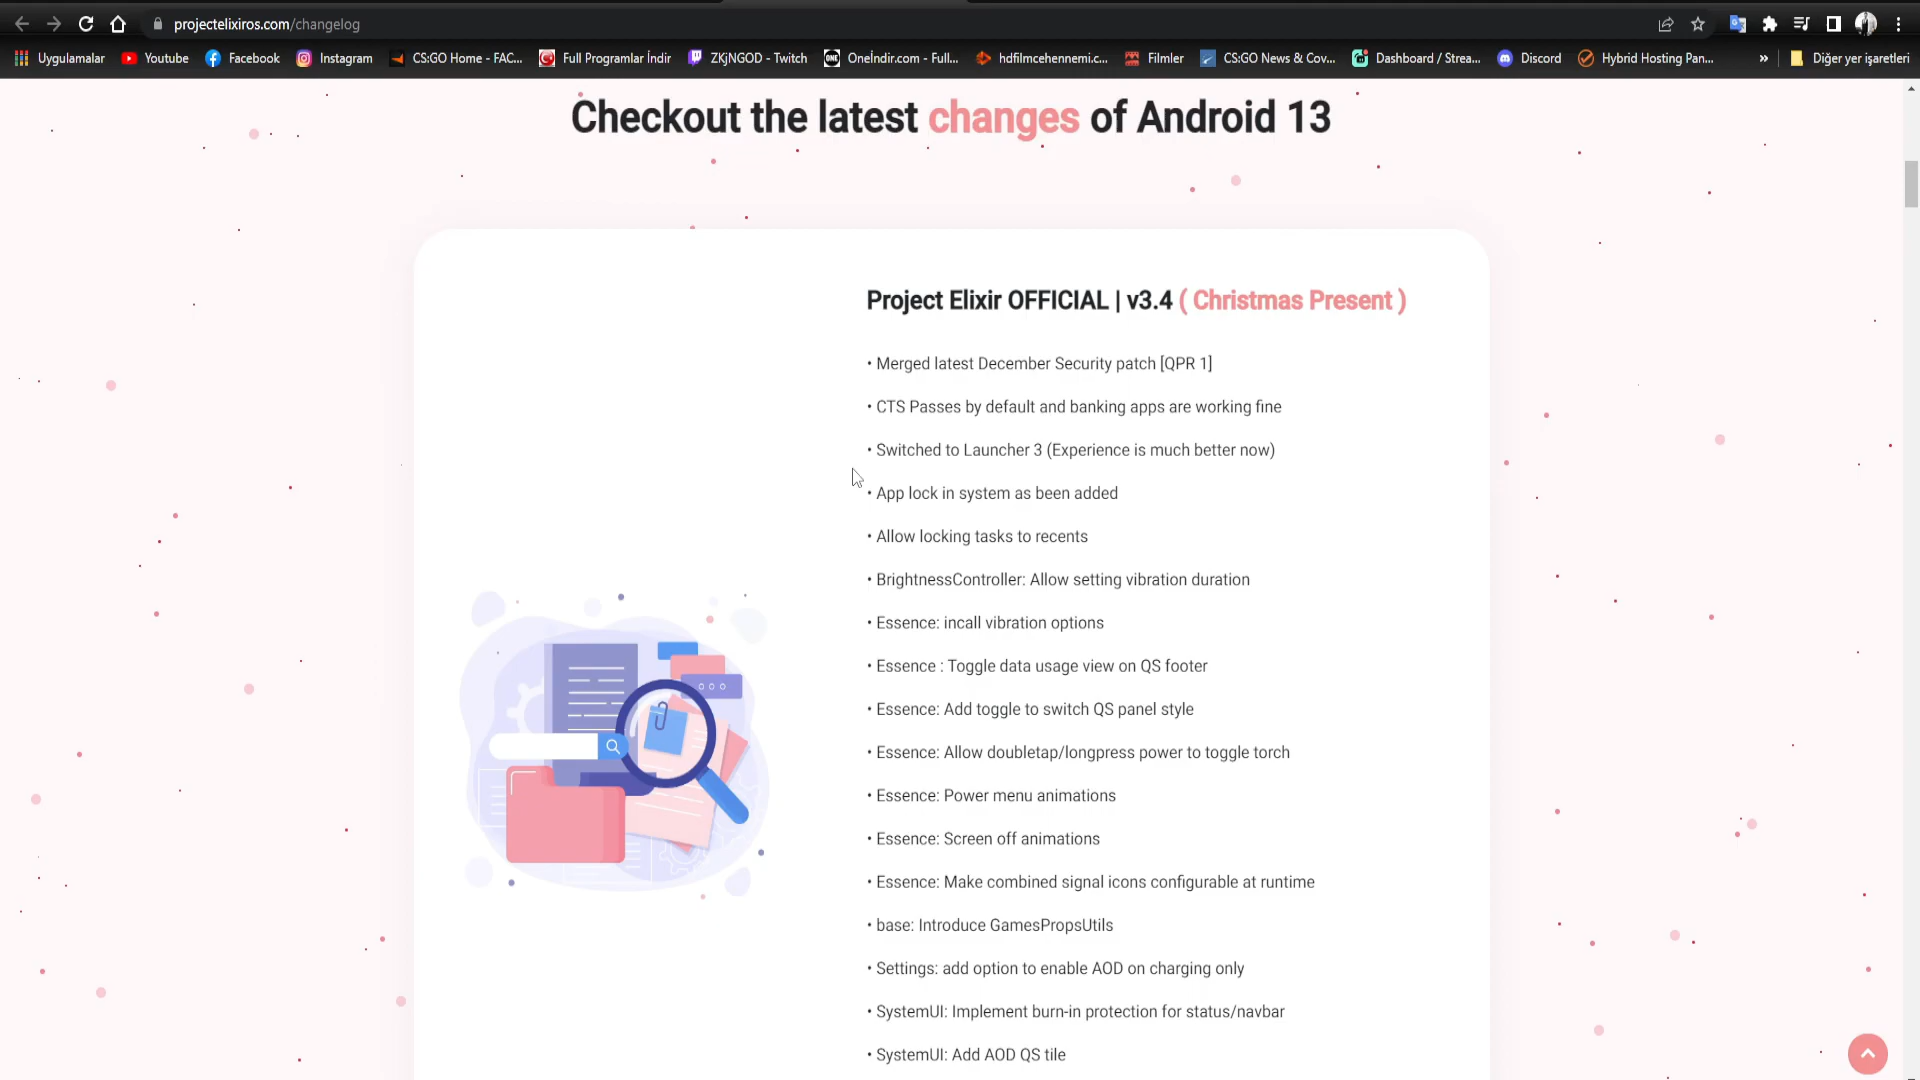 projectelixiros.com/changelog
Uygulamalar
Youtube
Facebook
Instagram
CS:GO Home - FAC...
Full Programlar İndir
ZKjNGOD - Twitch
ONE
Oneİndir.com - Full...
hdfilmcehennemi.c...
Filmler
CS:GO News & Cov...
Dashboard / Strea...
Discord
Hybrid Hosting Pan...
»
Diğer yer işaretleri
Checkout the latest changes of Android 13
Project Elixir OFFICIAL | v3.4 ( Christmas Present )
• Merged latest December Security patch [QPR 1]
• CTS Passes by default and banking apps are working fine
• Switched to Launcher 3 (Experience is much better now)
• App lock in system as been added
• Allow locking tasks to recents
• BrightnessController: Allow setting vibration duration
• Essence: incall vibration options
• Essence : Toggle data usage view on QS footer
• Essence: Add toggle to switch QS panel style
• Essence: Allow doubletap/longpress power to toggle torch
• Essence: Power menu animations
• Essence: Screen off animations
• Essence: Make combined signal icons configurable at runtime
• base: Introduce GamesPropsUtils
• Settings: add option to enable AOD on charging only
• SystemUI: Implement burn-in protection for status/navbar
• SystemUI: Add AOD QS tile